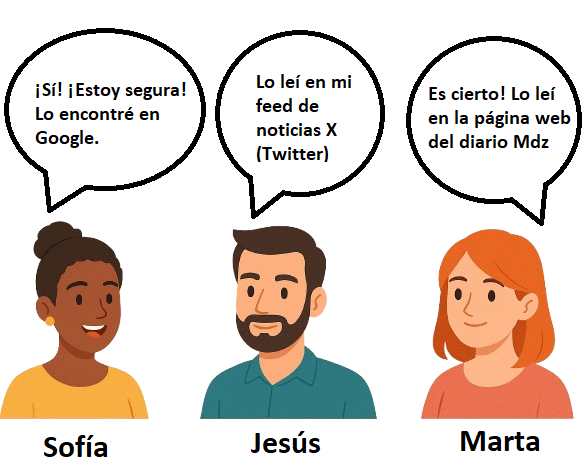 ¡Sí! ¡Estoy segura!
Lo encontré en
Google.
Lo leí en mi
feed de
noticias X
(Twitter)
Es cierto! Lo leí
en la página web
del diario Mdz
Sofía
Jesús
Marta